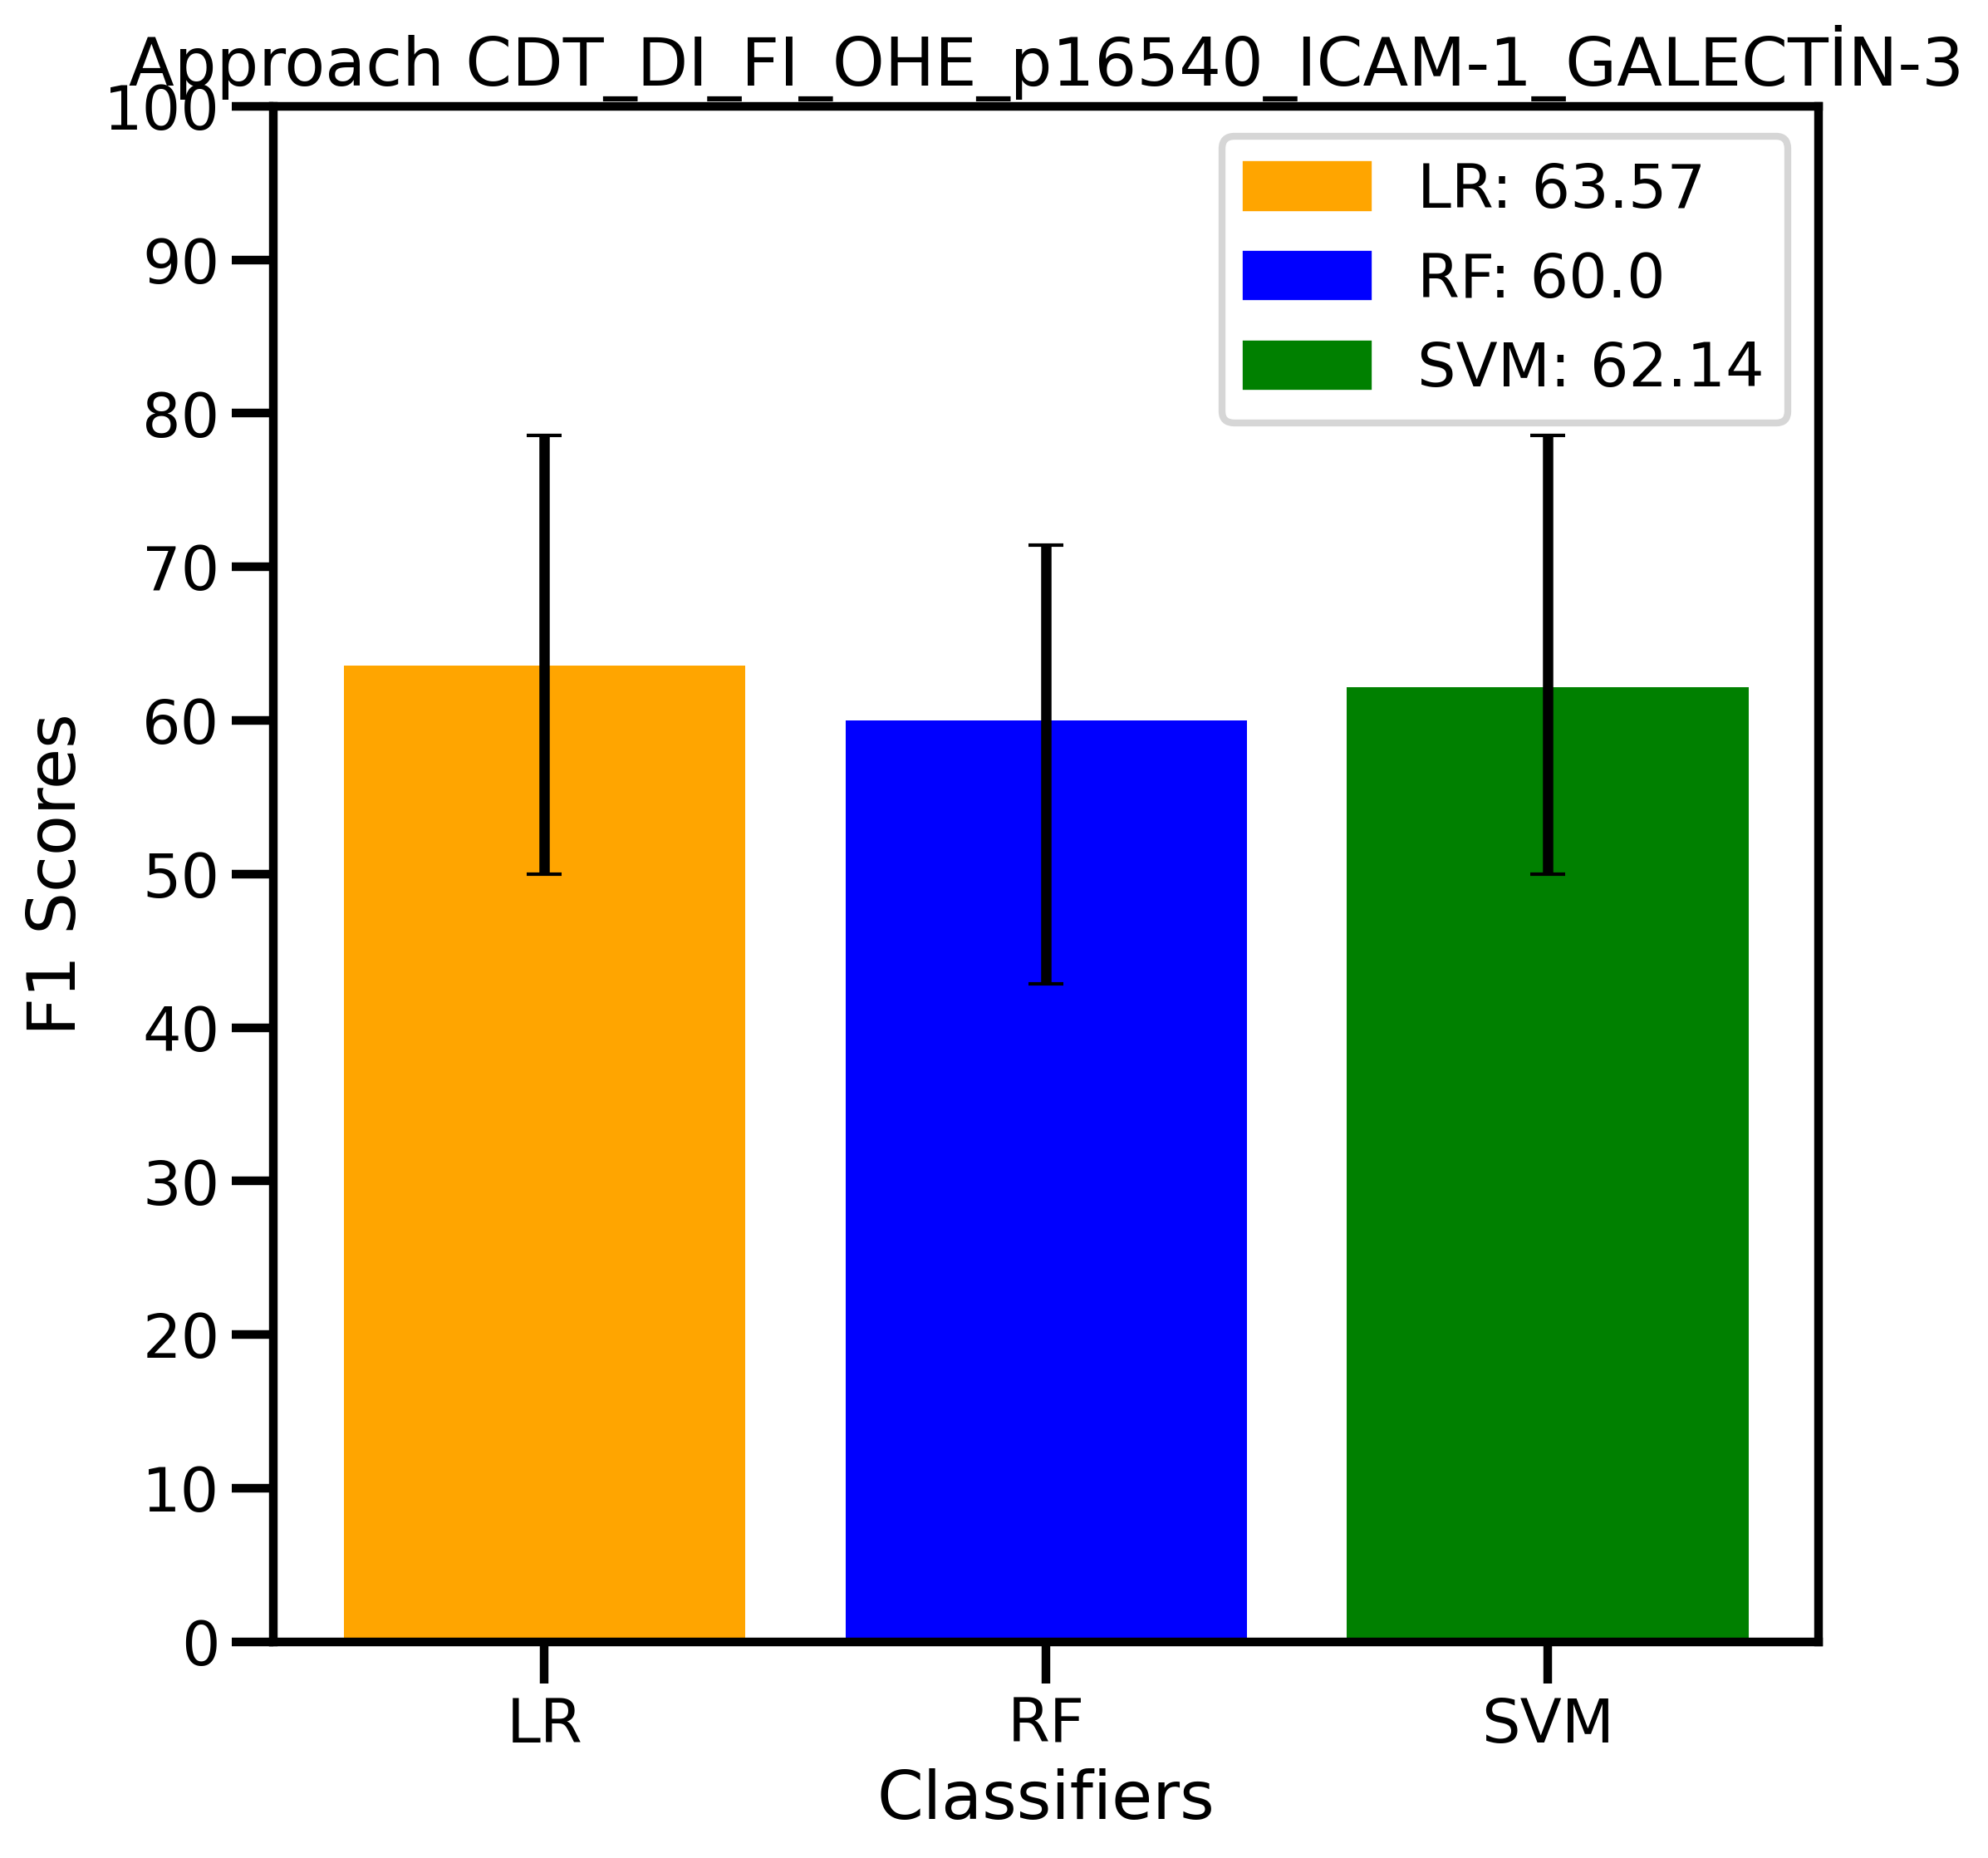 Approach CDT_DI_FI_OHE_p16540_ICAM-1_GALECTİN-3
100
90
80
70
60
50
40
30
20
10
0
F1 Scores
LR: 63.57
RF: 60.0
SVM: 62.14
LR
RF
SVM
Classifiers